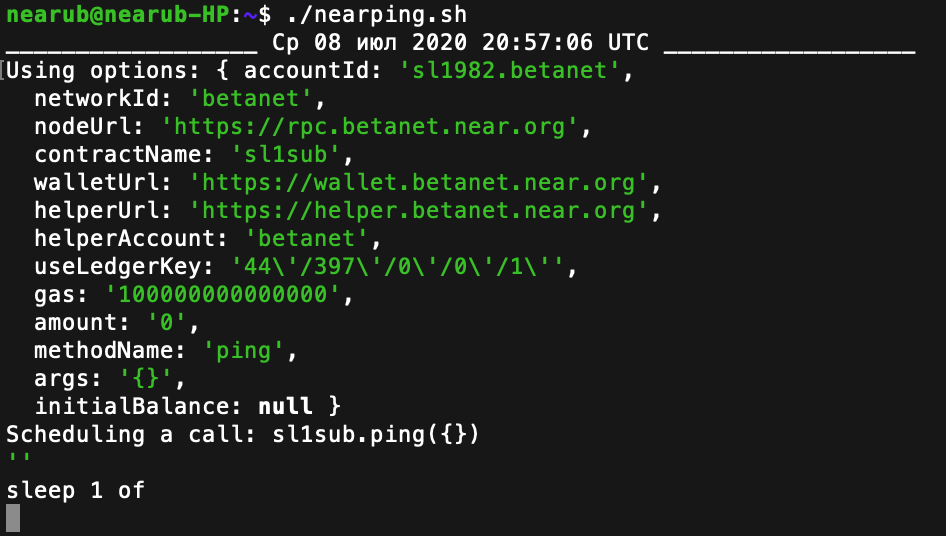 nearub@nearub-HP:~$ ./nearping.sh
__________________ Ср 08 июл 2020 20:57:06 UTC __________________
[Using options: { accountId: 'sl1982.betanet',
networkId: 'betanet',
nodeUrl: 'https://rpc.betanet.near.org',
contractName: 'sl1sub',
walletUrl: 'https://wallet.betanet.near.org',
helperUrl: 'https://helper.betanet.near.org',
helperAccount: 'betanet',
useLedgerKey: '44\'/397\'/0\'/0\'/1\'',
gas: '100000000000000',
amount: '0',
methodName: 'ping',
args: '{}',
initialBalance: null }
Scheduling a call: sl1sub.ping({})
''
sleep 1 of